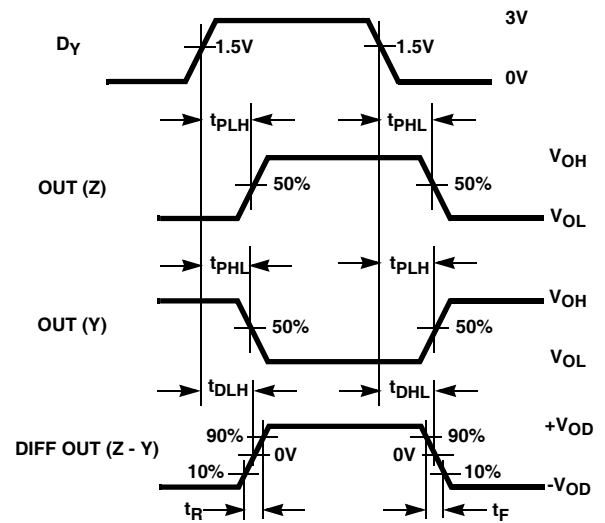 3V
D_Y
1.5V 1.5V
0V
t_PLH t_PHL
V_OH
OUT (Z) 50% 50%
V_OL
t_PHL t_PLH
V_OH
OUT (Y) 50% 50%
V_OL
t_DLH t_DHL
+V_OD
90% 90%
DIFF OUT (Z - Y) 0V 0V
10% 10%
-V_OD
t_R t_F